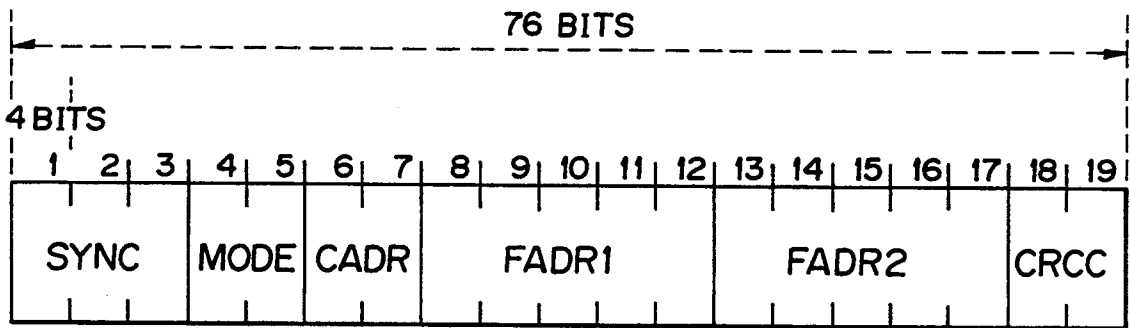 76 BITS
4 BITS
1 2 3 4 5 6 7 8 9 10 11 12 13 14 15 16 17 18 19
SYNC MODE CADR FADR1 FADR2 CRCC